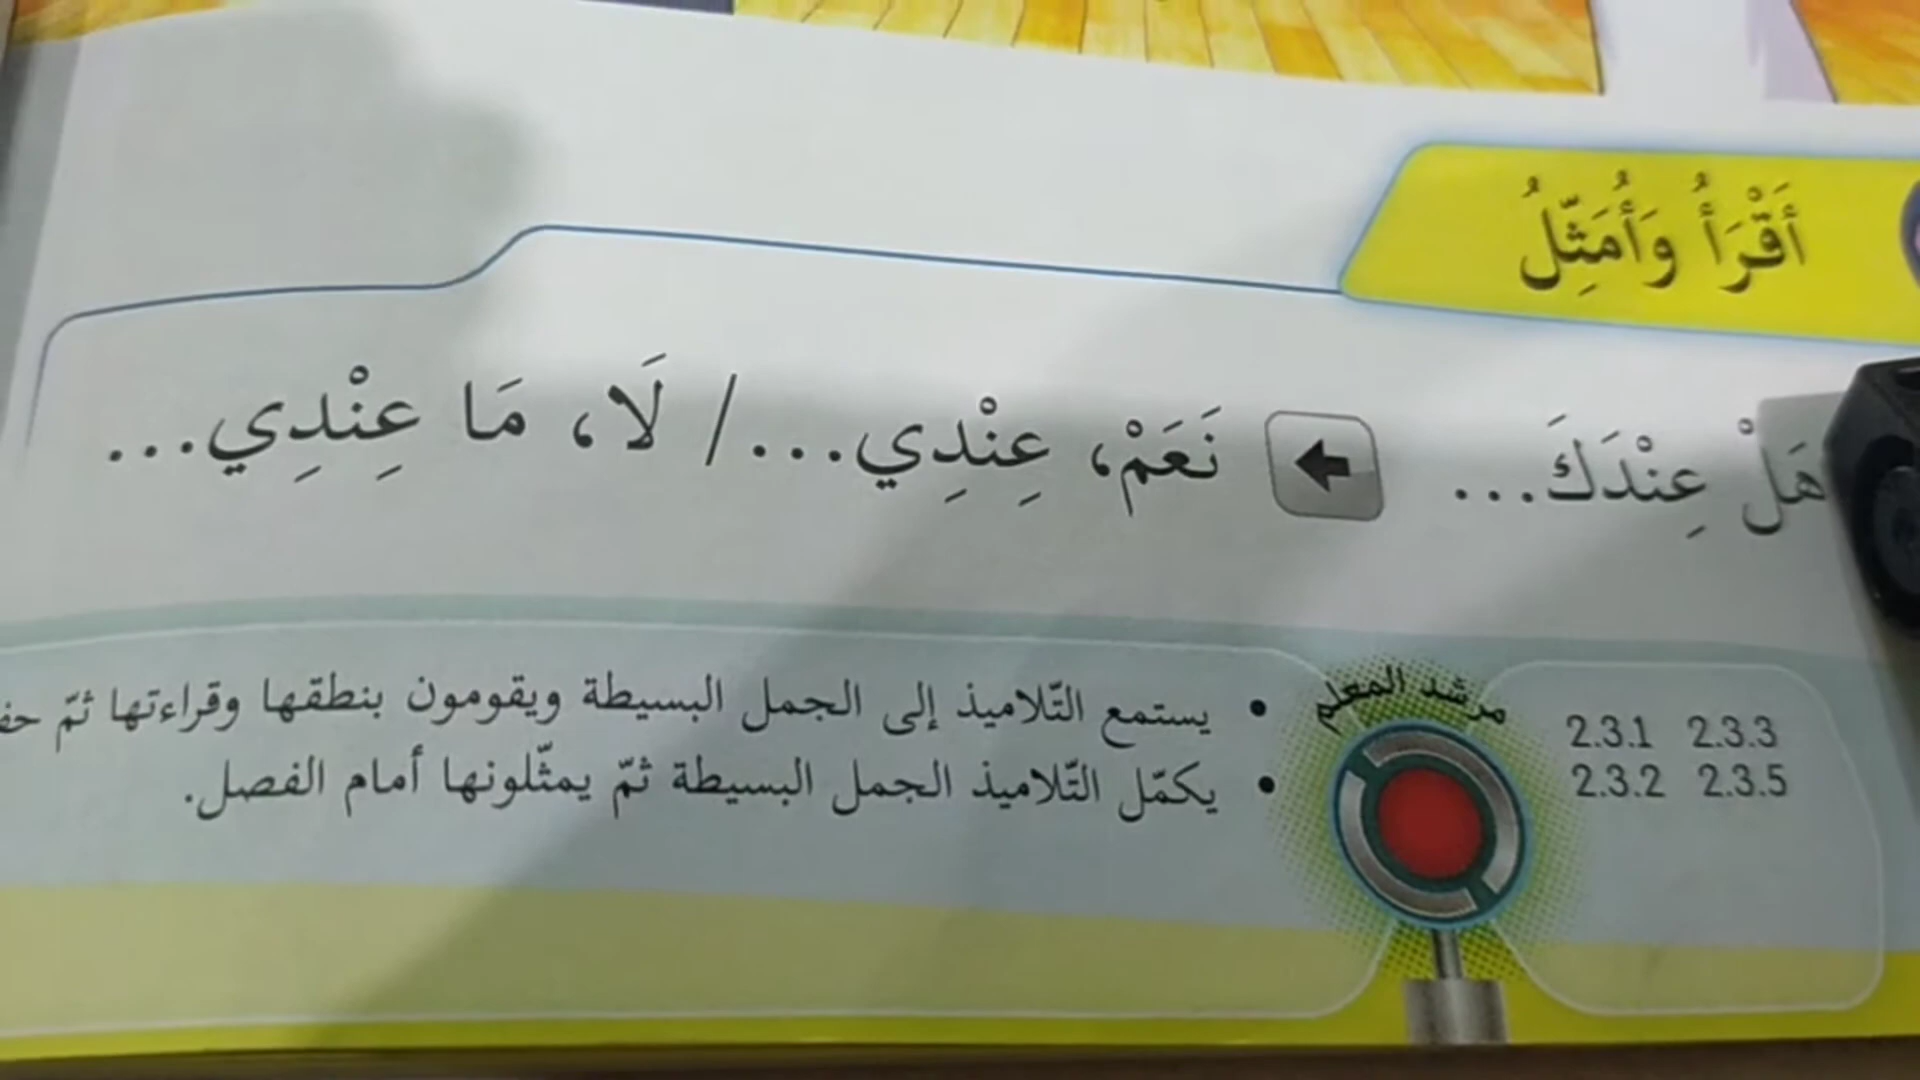 أَقْرَأُ وَأُمَثِّلُ
هَلْ عِنْدَكَ... نَعَمْ، عِنْدِي... / لَا، مَا عِنْدِي...
مرشد المعلم
2.3.1 2.3.3
2.3.2 2.3.5
• يستمع التّلاميذ إلى الجمل البسيطة ويقومون بنطقها وقراءتها ثمّ
• يكمّل التّلاميذ الجمل البسيطة ثمّ يمثّلونها أمام الفصل.